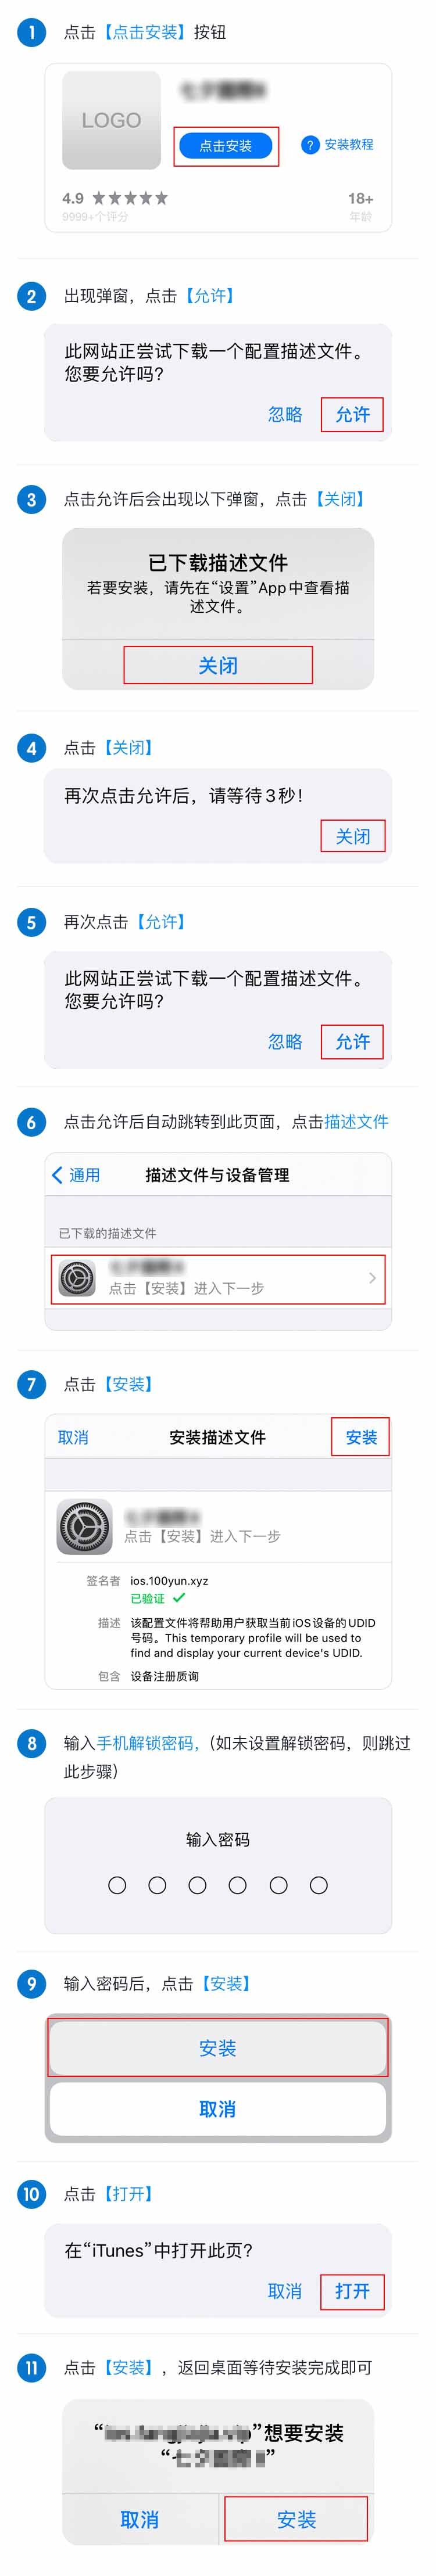 1 点击【点击安装】按钮
LOGO
点击安装
? 安装教程
4.9 ★★★★★
18+
9999+个评分
年龄
2 出现弹窗，点击【允许】
此网站正尝试下载一个配置描述文件。
您要允许吗?
忽略 允许
3 点击允许后会出现以下弹窗，点击【关闭】
已下载描述文件
若要安装，请先在“设置”App中查看描
述文件。
关闭
4 点击【关闭】
再次点击允许后，请等待3秒!
关闭
5 再次点击【允许】
此网站正尝试下载一个配置描述文件。
您要允许吗?
忽略 允许
6 点击允许后自动跳转到此页面，点击描述文件
通用 描述文件与设备管理
已下载的描述文件
点击【安装】进入下一步
7 点击【安装】
取消 安装描述文件 安装
点击【安装】进入下一步
签名者 ios.100yun.xyz
已验证
描述 该配置文件将帮助用户获取当前iOS设备的UDID
号码。This temporary profile will be used to
find and display your current device's UDID.
包含 设备注册质询
8 输入手机解锁密码,（如未设置解锁密码，则跳过
此步骤）
输入密码
9 输入密码后，点击【安装】
安装
取消
10 点击【打开】
在“iTunes”中打开此页?
取消 打开
11 点击【安装】，返回桌面等待安装完成即可
想要安装
取消 安装